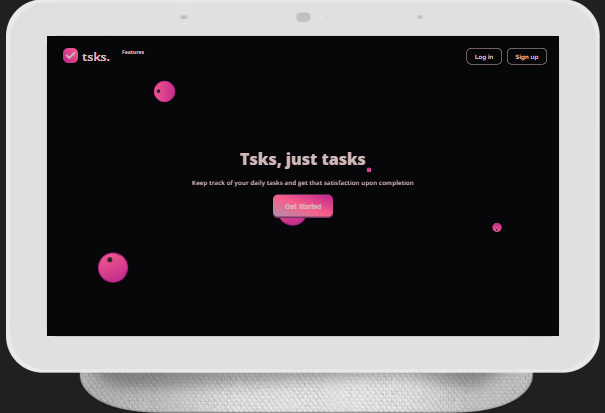 tsks.
Features
Log in
Sign up
Tsks, just tasks
Keep track of your daily tasks and get that satisfaction upon completion
Get Started